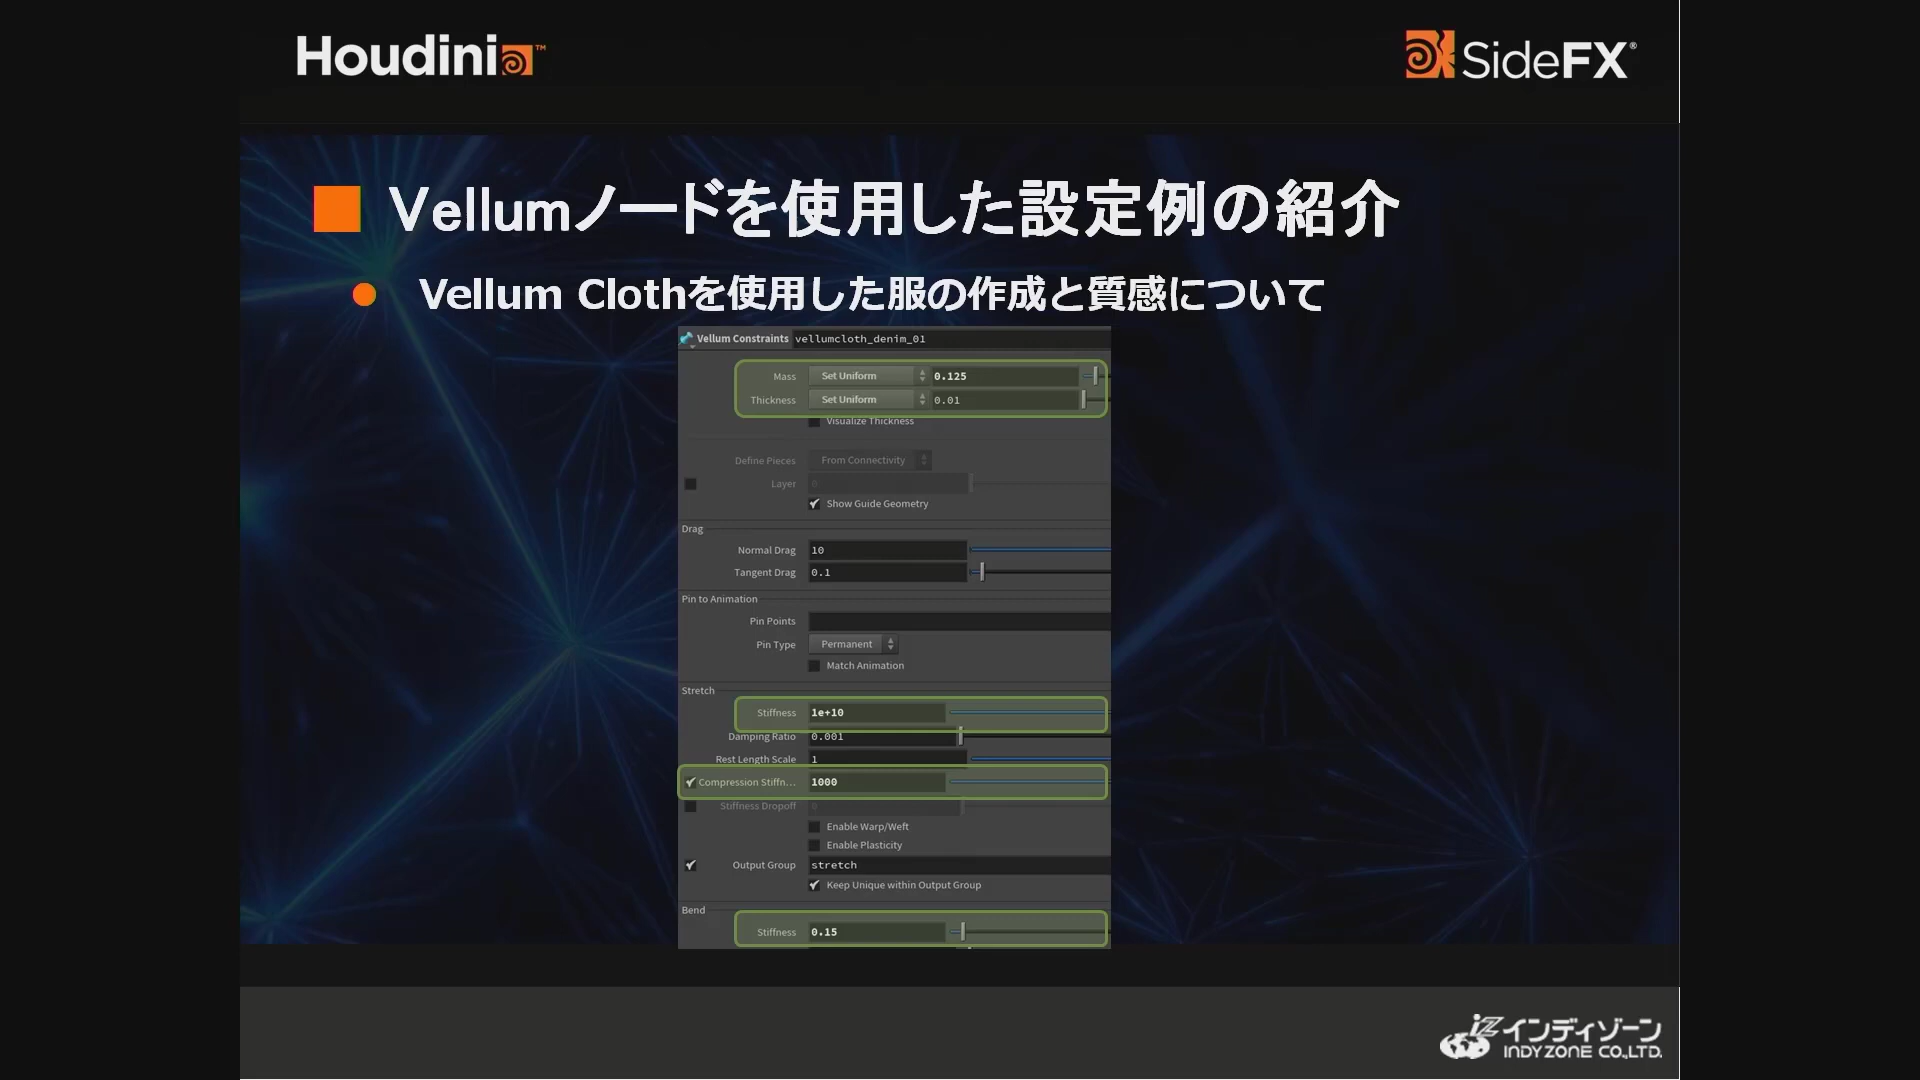 Houdini™
SideFX®
Vellumノードを使用した設定例の紹介
Vellum Clothを使用した服の作成と質感について
Vellum Constraints vellumcloth_denim_01
Mass Set Uniform 0.125
Thickness Set Uniform 0.01
Visualize Thickness
Define Pieces From Connectivity
Layer 0
Show Guide Geometry
Drag
Normal Drag 10
Tangent Drag 0.1
Pin to Animation
Pin Points
Pin Type Permanent
Match Animation
Stretch
Stiffness 1e+10
Damping Ratio 0.001
Rest Length Scale 1
Compression Stiffn... 1000
Stiffness Dropoff 0
Enable Warp/Weft
Enable Plasticity
Output Group stretch
Keep Unique within Output Group
Bend
Stiffness 0.15
インディゾーン
INDYZONE CO.,LTD.